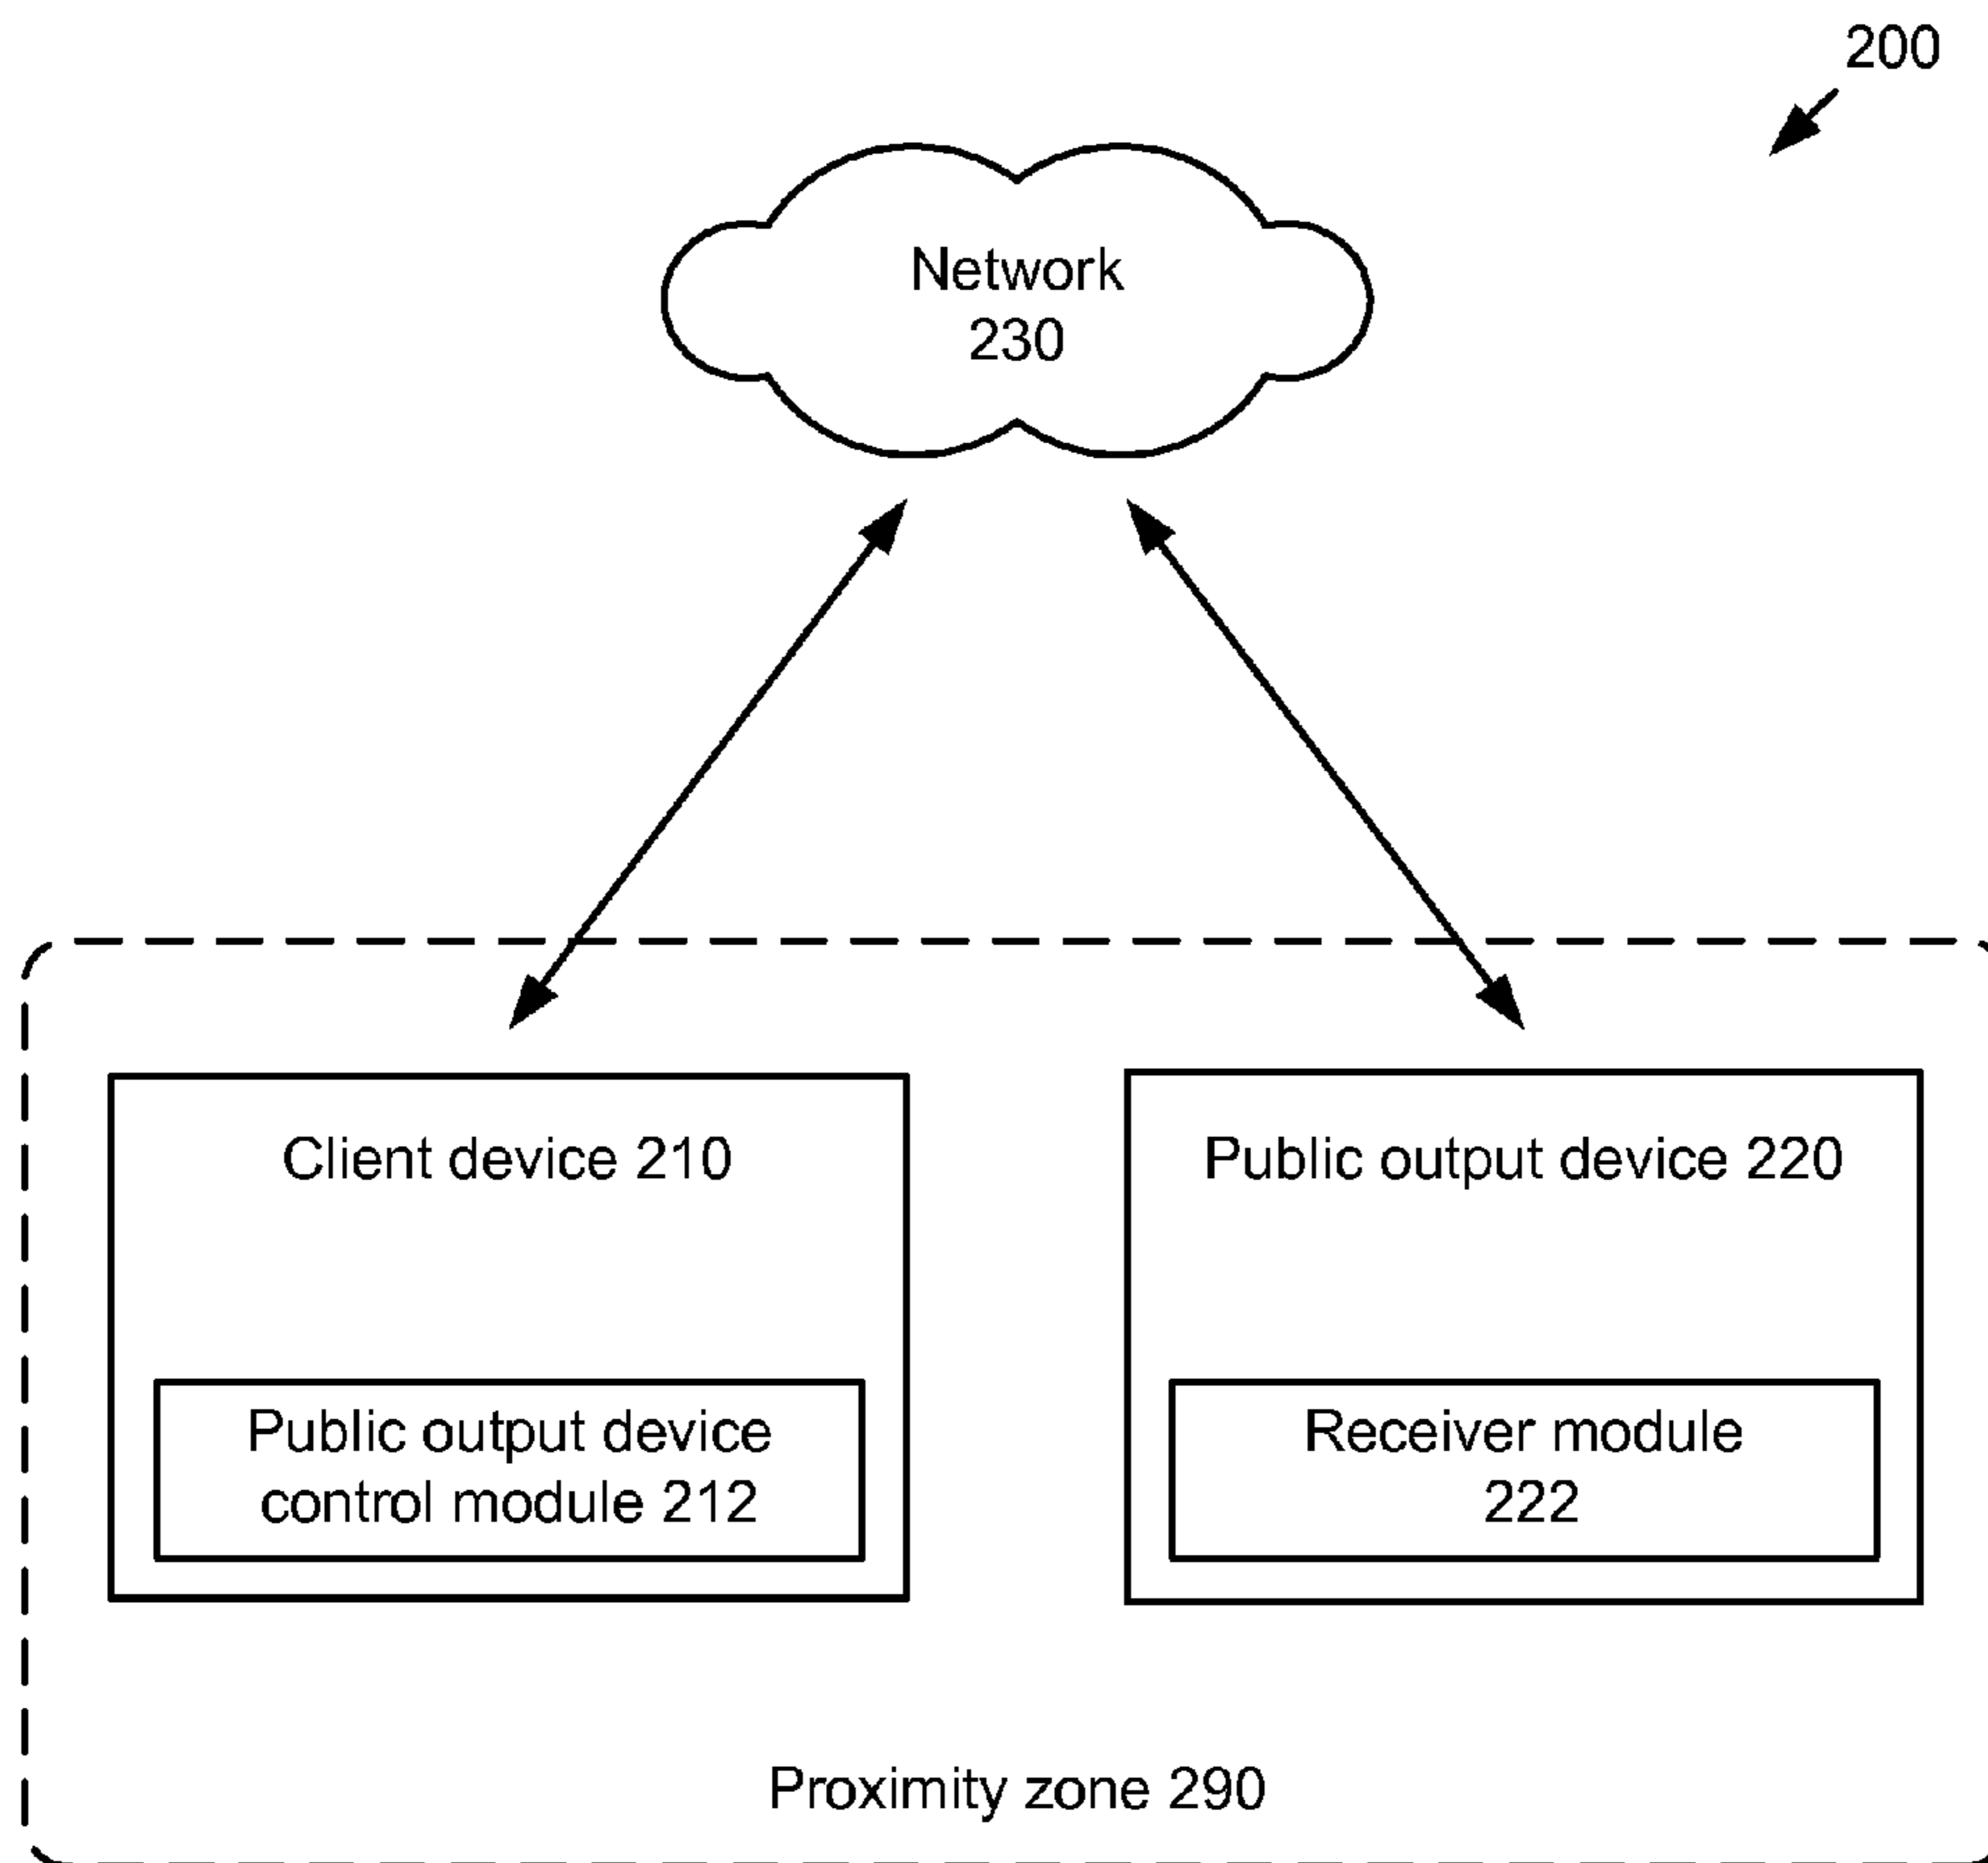 200
Network
230
Client device 210
Public output device 220
Public output device
control module 212
Receiver module
222
Proximity zone 290